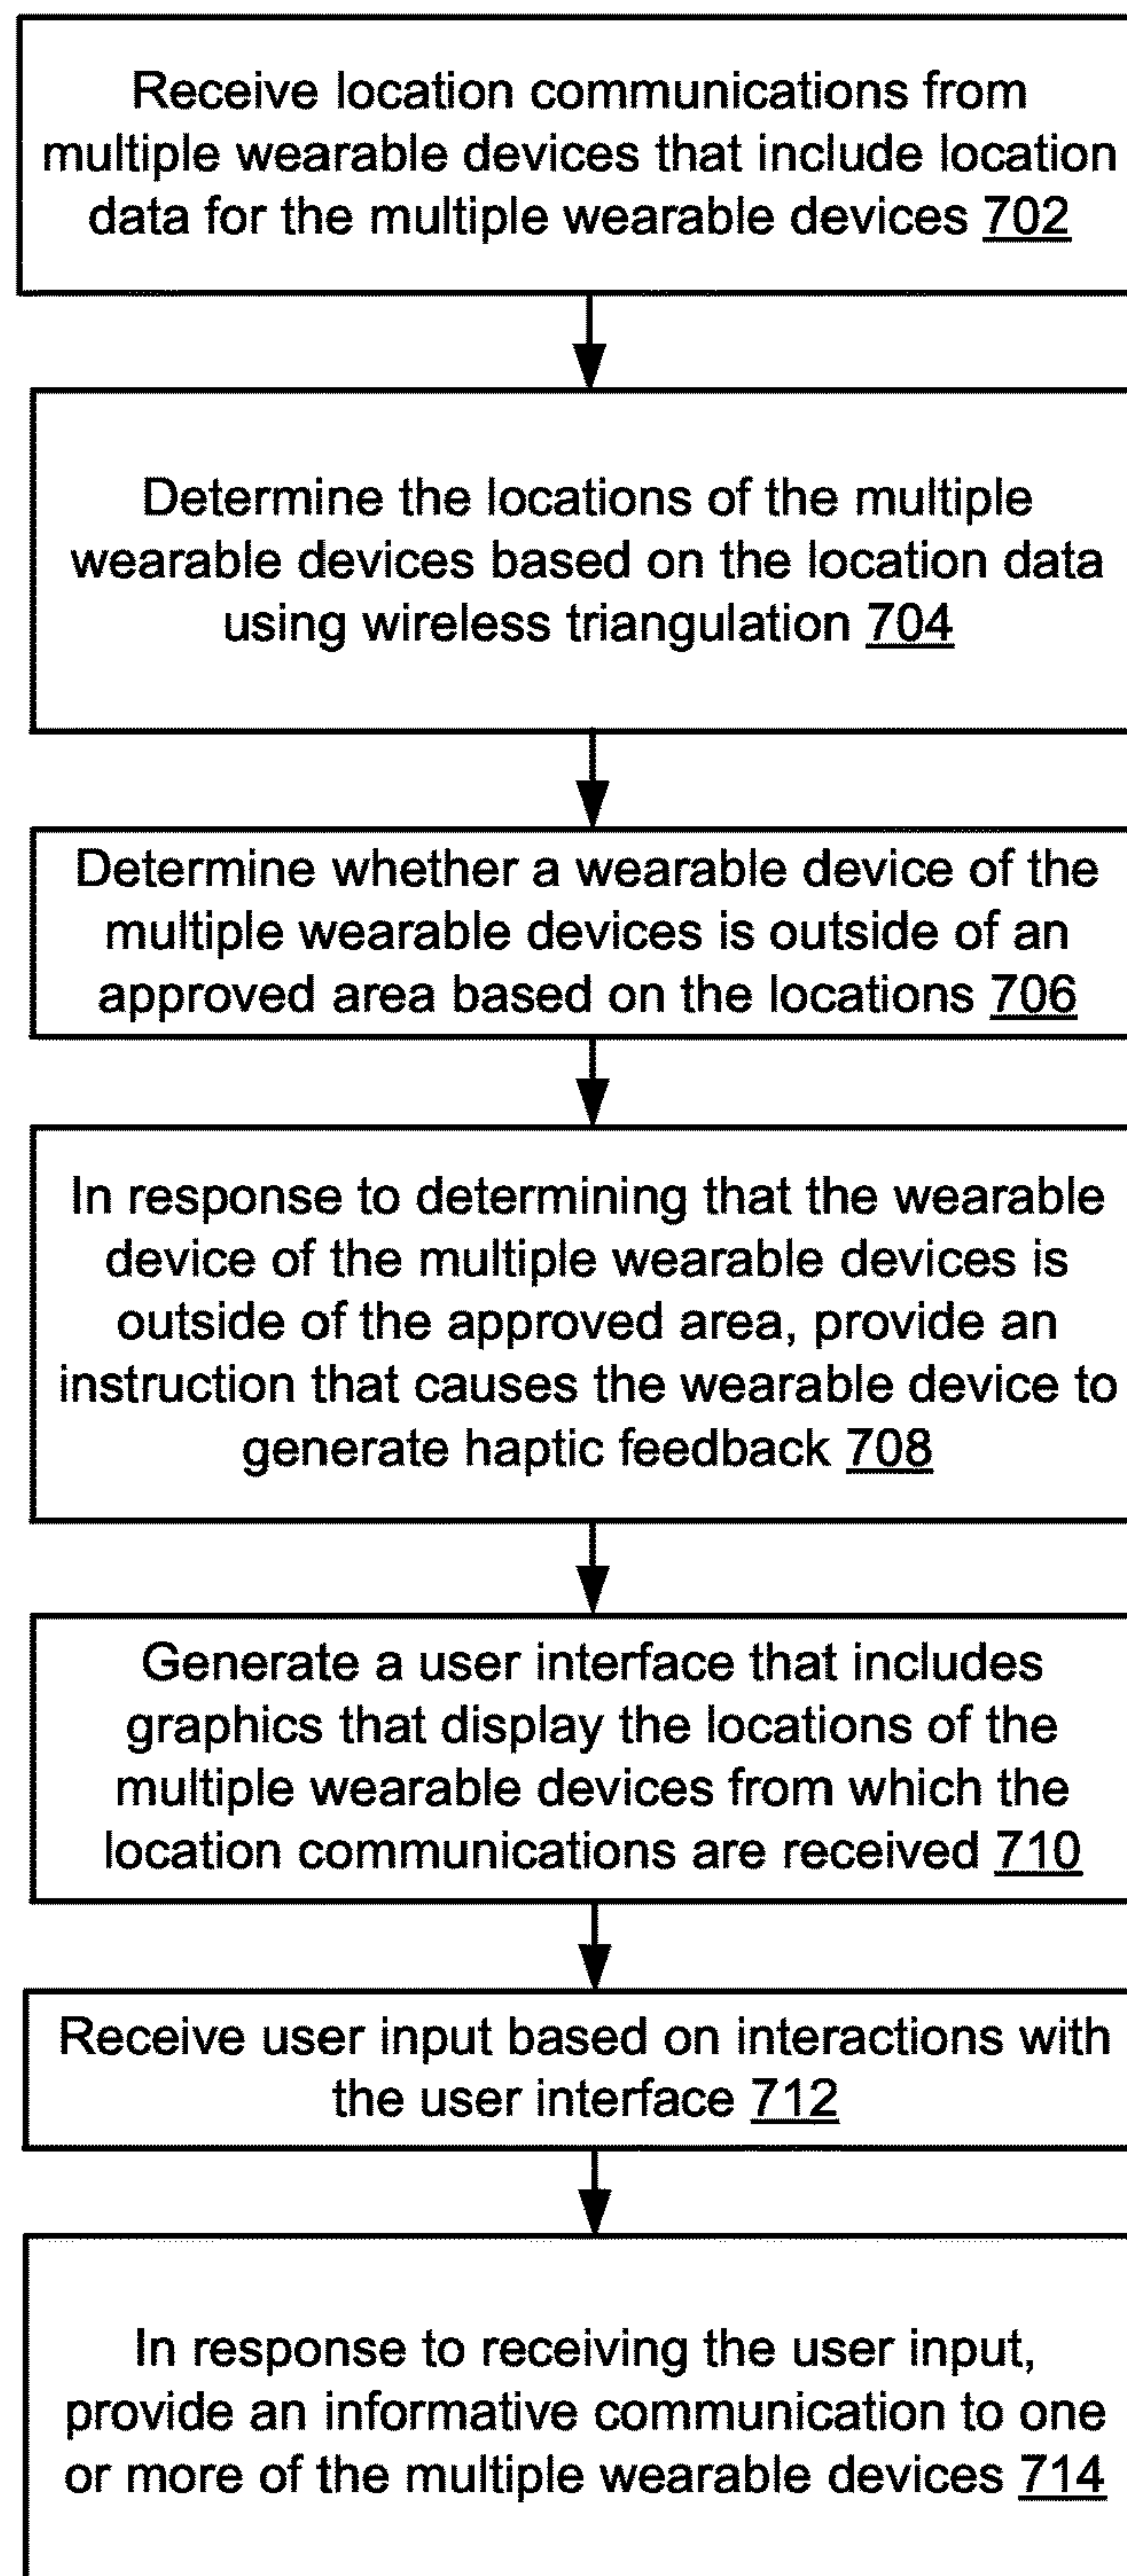 Receive location communications from
multiple wearable devices that include location
data for the multiple wearable devices 702
Determine the locations of the multiple
wearable devices based on the location data
using wireless triangulation 704
Determine whether a wearable device of the
multiple wearable devices is outside of an
approved area based on the locations 706
In response to determining that the wearable
device of the multiple wearable devices is
outside of the approved area, provide an
instruction that causes the wearable device to
generate haptic feedback 708
Generate a user interface that includes
graphics that display the locations of the
multiple wearable devices from which the
location communications are received 710
Receive user input based on interactions with
the user interface 712
In response to receiving the user input,
provide an informative communication to one
or more of the multiple wearable devices 714